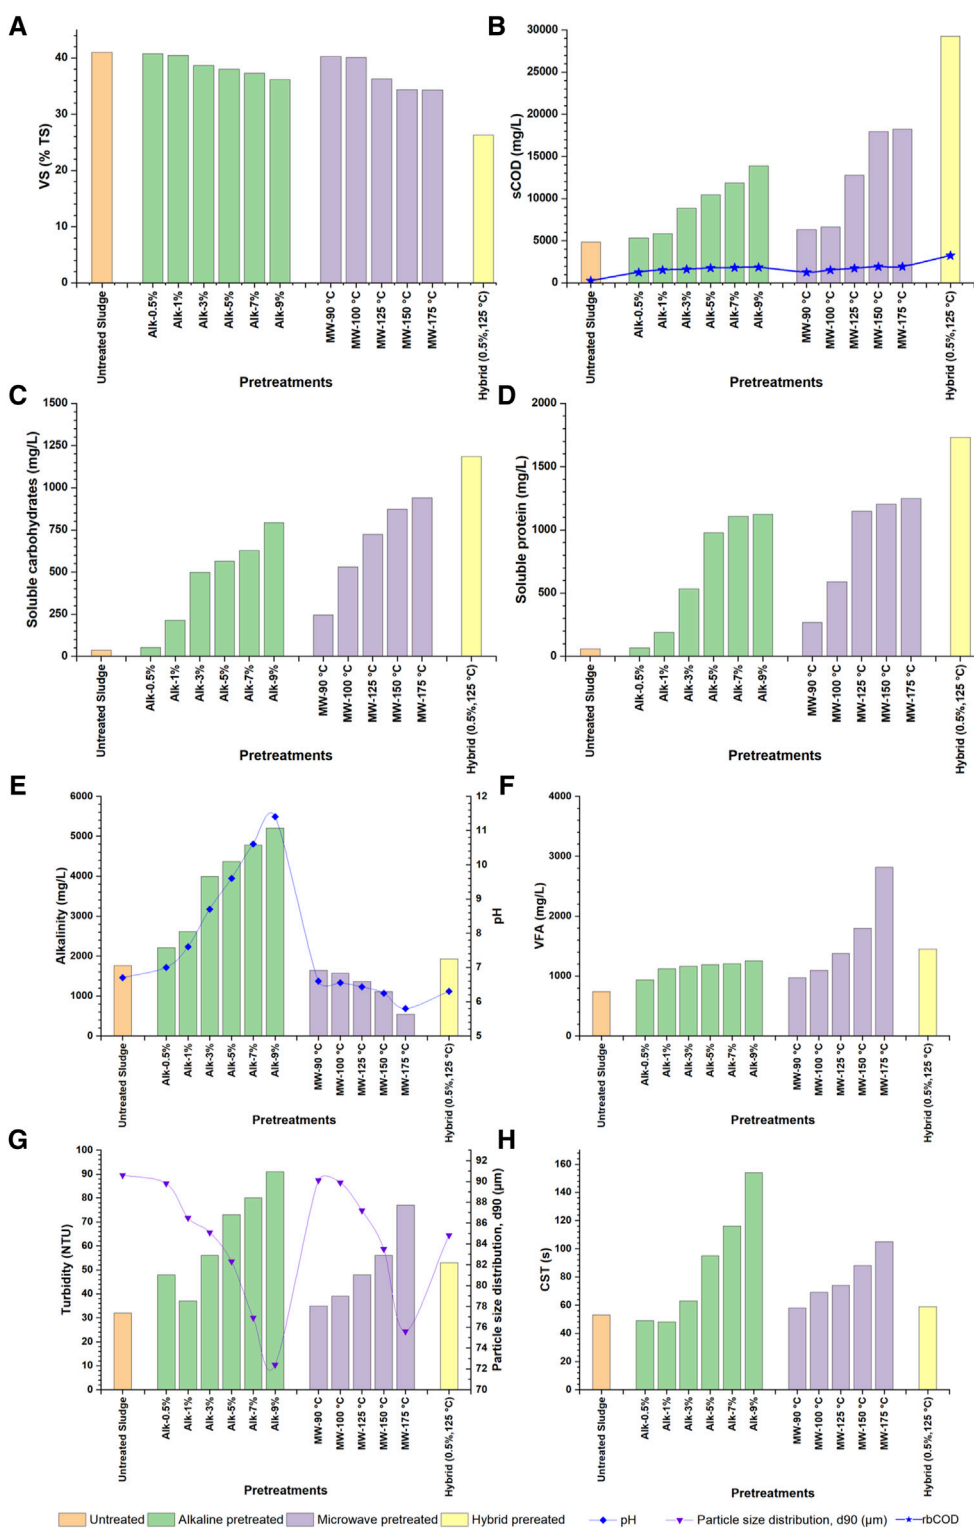 A
VS (% TS)
40
30
20
10
0
Untreated Sludge
Alk-0.5%
Alk-1%
Alk-3%
Alk-5%
Alk-7%
Alk-9%
MW-90 °C
MW-100 °C
MW-125 °C
MW-150 °C
MW-175 °C
Hybrid (0.5%,125 °C)
Pretreatments
B
sCOD (mg/L)
30000
25000
20000
15000
10000
5000
0
Untreated Sludge
Alk-0.5%
Alk-1%
Alk-3%
Alk-5%
Alk-7%
Alk-9%
MW-90 °C
MW-100 °C
MW-125 °C
MW-150 °C
MW-175 °C
Hybrid (0.5%,125 °C)
Pretreatments
C
Soluble carbohydrates (mg/L)
1500
1250
1000
750
500
250
0
Untreated Sludge
Alk-0.5%
Alk-1%
Alk-3%
Alk-5%
Alk-7%
Alk-9%
MW-90 °C
MW-100 °C
MW-125 °C
MW-150 °C
MW-175 °C
Hybrid (0.5%,125 °C)
Pretreatments
D
Soluble protein (mg/L)
2000
1500
1000
500
0
Untreated Sludge
Alk-0.5%
Alk-1%
Alk-3%
Alk-5%
Alk-7%
Alk-9%
MW-90 °C
MW-100 °C
MW-125 °C
MW-150 °C
MW-175 °C
Hybrid (0.5%,125 °C)
Pretreatments
E
Alkalinity (mg/L)
6000
5000
4000
3000
2000
1000
0
12
11
10
9
8
7
6
5
pH
Untreated Sludge
Alk-0.5%
Alk-1%
Alk-3%
Alk-5%
Alk-7%
Alk-9%
MW-90 °C
MW-100 °C
MW-125 °C
MW-150 °C
MW-175 °C
Hybrid (0.5%,125 °C)
Pretreatments
F
VFA (mg/L)
4000
3000
2000
1000
0
Untreated Sludge
Alk-0.5%
Alk-1%
Alk-3%
Alk-5%
Alk-7%
Alk-9%
MW-90 °C
MW-100 °C
MW-125 °C
MW-150 °C
MW-175 °C
Hybrid (0.5%,125 °C)
Pretreatments
G
Turbidity (NTU)
100
90
80
70
60
50
40
30
20
10
0
92
90
88
86
84
82
80
78
76
74
72
70
Particle size distribution, d90 (µm)
Untreated Sludge
Alk-0.5%
Alk-1%
Alk-3%
Alk-5%
Alk-7%
Alk-9%
MW-90 °C
MW-100 °C
MW-125 °C
MW-150 °C
MW-175 °C
Hybrid (0.5%,125 °C)
Pretreatments
H
CST (s)
160
140
120
100
80
60
40
20
0
Untreated Sludge
Alk-0.5%
Alk-1%
Alk-3%
Alk-5%
Alk-7%
Alk-9%
MW-90 °C
MW-100 °C
MW-125 °C
MW-150 °C
MW-175 °C
Hybrid (0.5%,125 °C)
Pretreatments
Untreated Alkaline pretreated Microwave pretreated Hybrid prereated pH Particle size distribution, d90 (µm) rbCOD